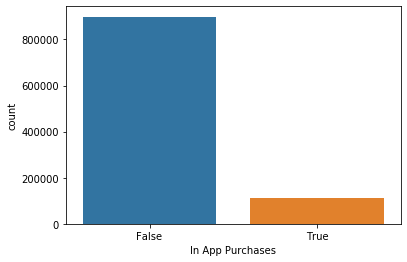 800000
600000
400000
200000
0
count
False
True
In App Purchases